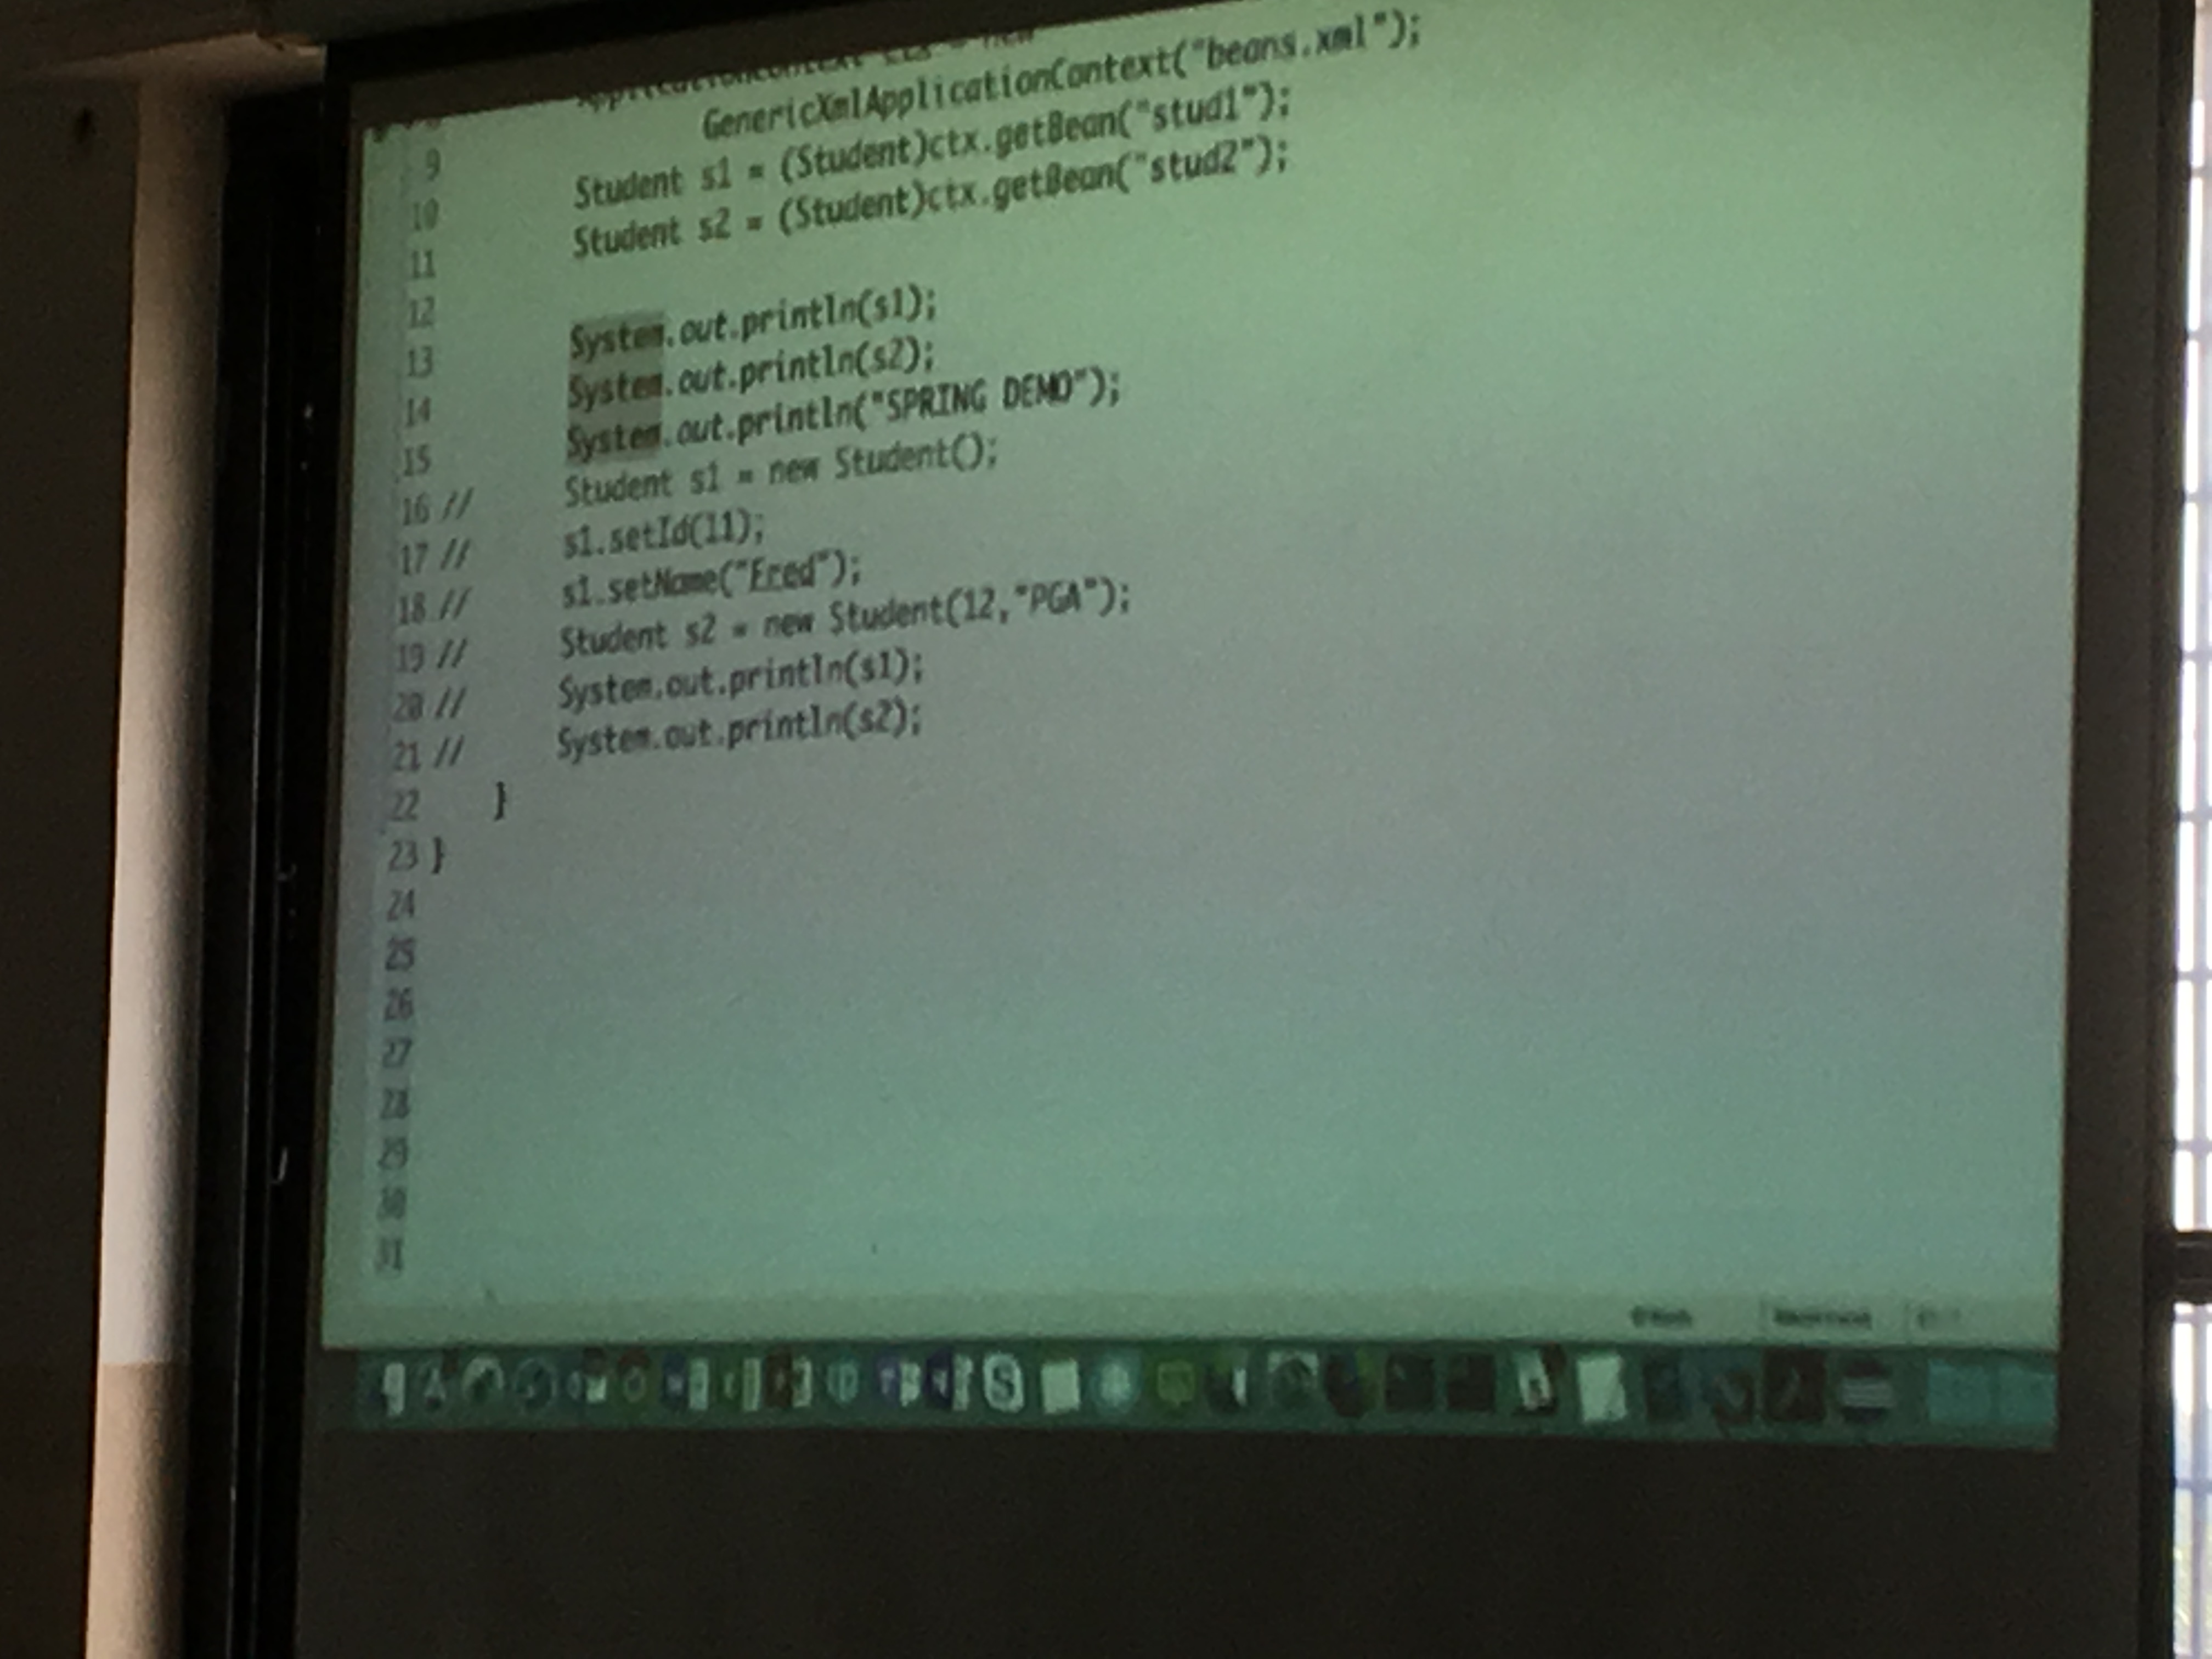 ApplicationContext ctx = new
9 GenericXmlApplicationContext("beans.xml");
10 Student s1 = (Student)ctx.getBean("stud1");
11 Student s2 = (Student)ctx.getBean("stud2");
12
13 System.out.println(s1);
14 System.out.println(s2);
15 System.out.println("SPRING DEMO");
16 // Student s1 = new Student();
17 // s1.setId(11);
18 // s1.setName("Fred");
19 // Student s2 = new Student(12,"PGA");
20 // System.out.println(s1);
21 // System.out.println(s2);
22 }
23 }
24
25
26
27
28
29
30
31